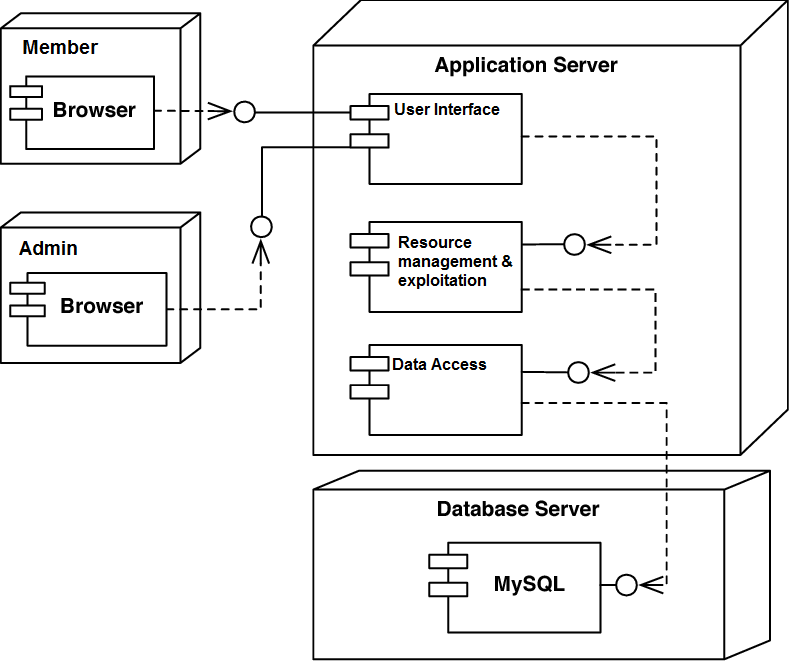 Member
Browser
Admin
Browser
Application Server
User Interface
Resource
management &
exploitation
Data Access
Database Server
MySQL